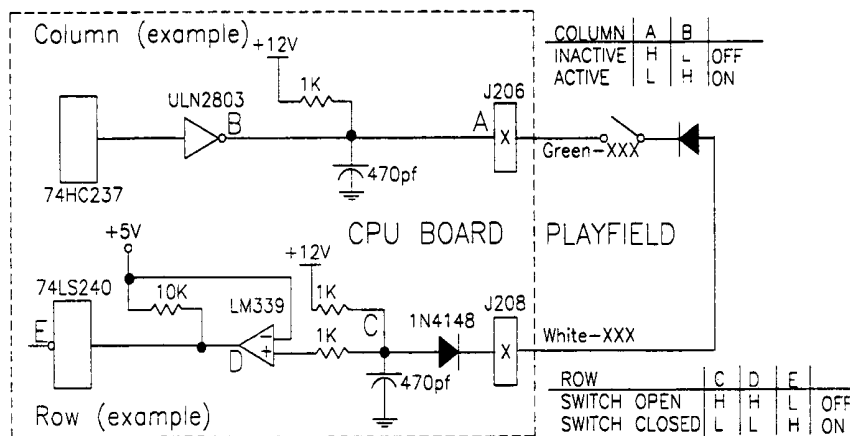 Column (example)
+12V
1K
ULN2803
B
A
J206
X
Green-XXX
470pf
74HC237
COLUMN A B
INACTIVE H L OFF
ACTIVE L H ON
CPU BOARD
PLAYFIELD
+5V
+12V
74LS240
10K
LM339
1K
C
1N4148
J208
X
White-XXX
E
D
-
+
1K
470pf
Row (example)
ROW C D E
SWITCH OPEN H H L OFF
SWITCH CLOSED L L H ON